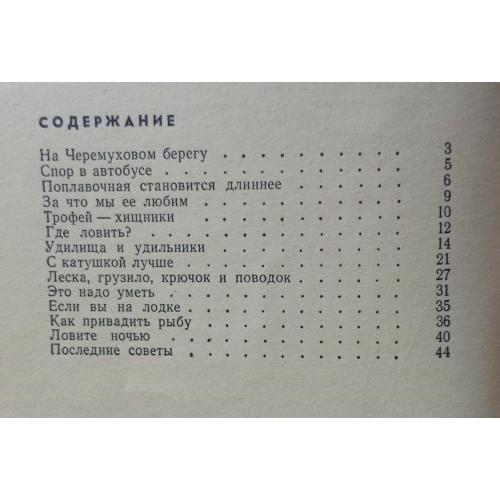 СОДЕРЖАНИЕ
На Черемуховом берегу . . . . . . . . . . 3
Спор в автобусе . . . . . . . . . . . . 5
Поплавочная становится длиннее . . . . . . 6
За что мы ее любим . . . . . . . . . . . 9
Трофей — хищники . . . . . . . . . . . 10
Где ловить? . . . . . . . . . . . . . 12
Удилища и удильники . . . . . . . . . . 14
С катушкой лучше . . . . . . . . . . . 21
Леска, грузило, крючок и поводок . . . . . . 27
Это надо уметь . . . . . . . . . . . . 31
Если вы на лодке . . . . . . . . . . . 35
Как привадить рыбу . . . . . . . . . . . 36
Ловите ночью . . . . . . . . . . . . 40
Последние советы . . . . . . . . . . . 44